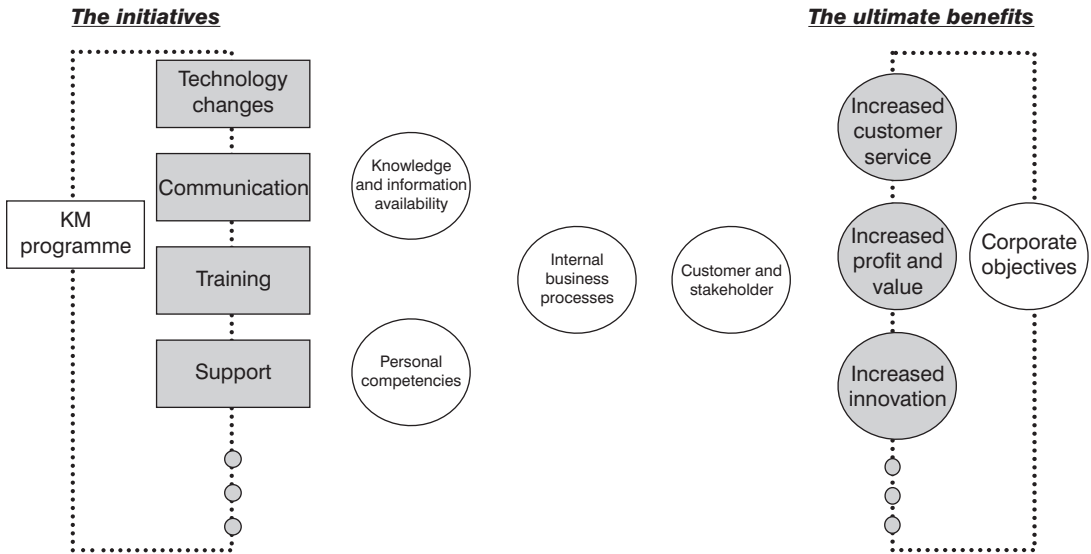 The initiatives
The ultimate benefits
Technology
changes
Communication
Training
Support
KM
programme
Knowledge
and information
availability
Personal
competencies
Internal
business
processes
Customer and
stakeholder
Increased
customer
service
Increased
profit and
value
Increased
innovation
Corporate
objectives